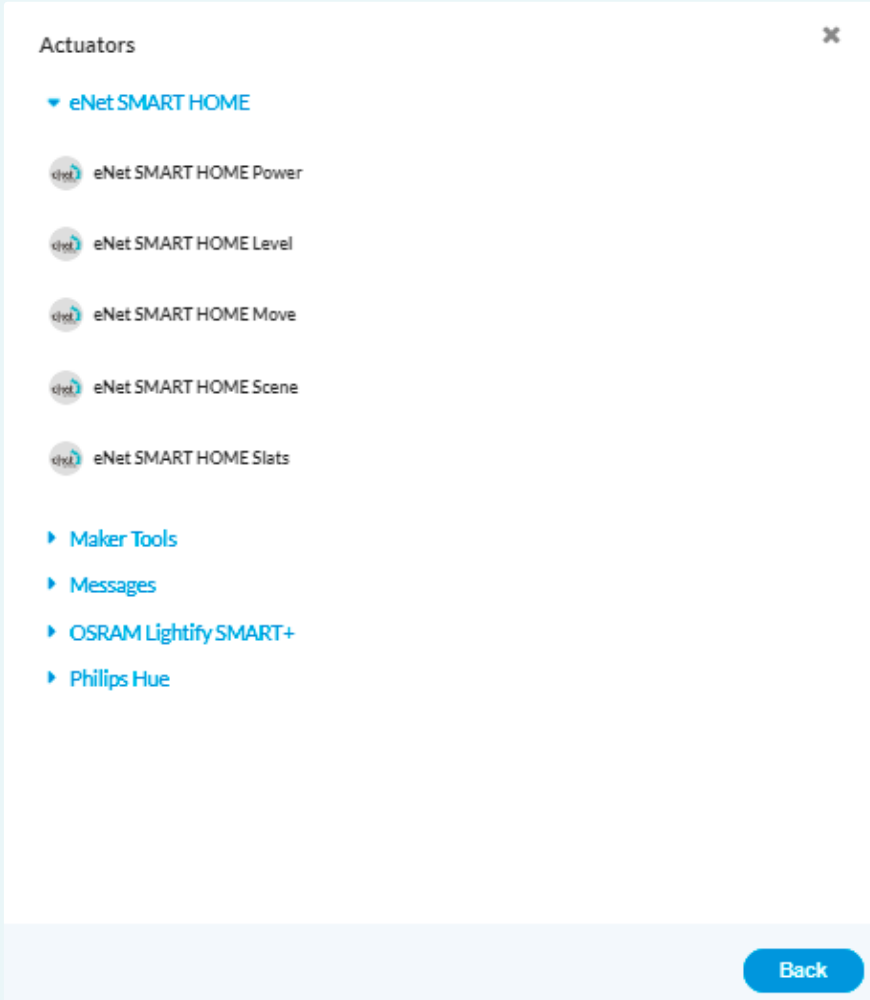 Actuators
eNet SMART HOME
eNet SMART HOME Power
eNet SMART HOME Level
eNet SMART HOME Move
eNet SMART HOME Scene
eNet SMART HOME Slats
Maker Tools
Messages
OSRAM Lightify SMART+
Philips Hue
Back